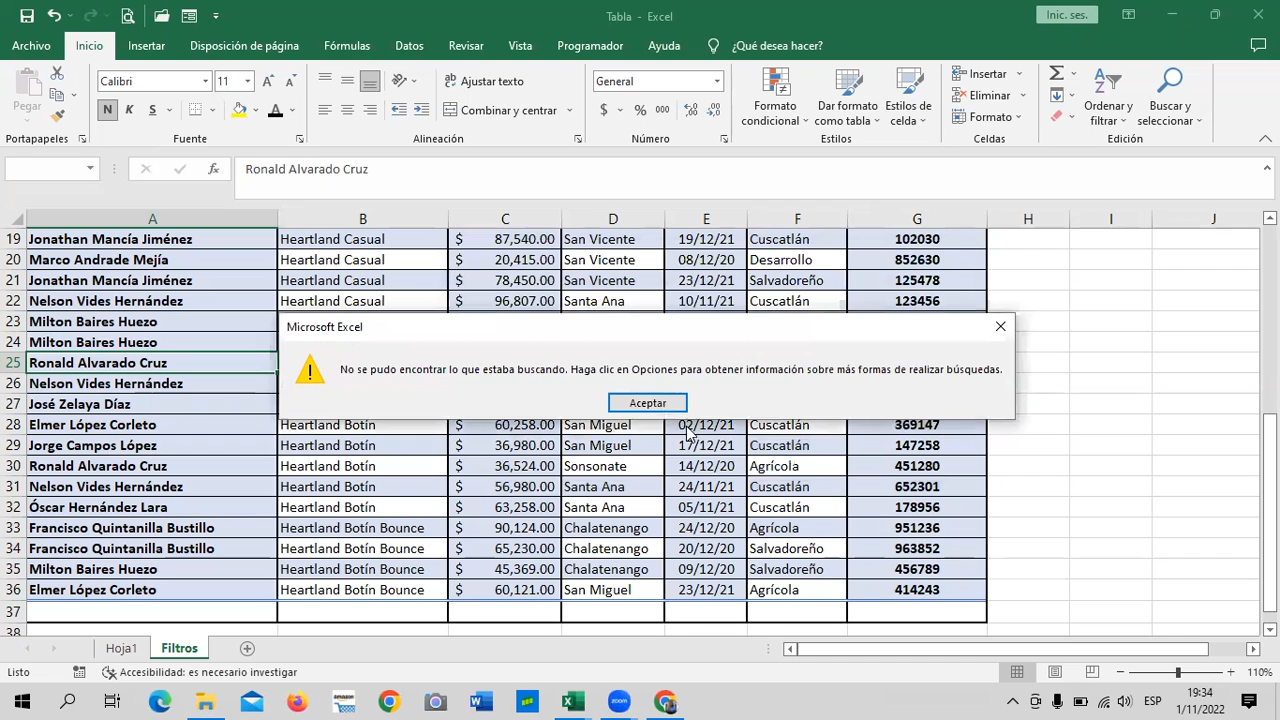 Tabla - Excel
Inic. ses.
Archivo Inicio Insertar Disposición de página Fórmulas Datos Revisar Vista Programador Ayuda ¿Qué desea hacer?
Pegar
Calibri 11
Ajustar texto
General
Insertar
N K S
Combinar y centrar
$ % 000
Formato condicional
Dar formato como tabla
Estilos de celda
Eliminar
Formato
Ordenar y filtrar
Buscar y seleccionar
Portapapeles Fuente Alineación Número Estilos Celdas Edición
fx Ronald Alvarado Cruz
A B C D E F G H I J
19 Jonathan Mancía Jiménez Heartland Casual $ 87,540.00 San Vicente 19/12/21 Cuscatlán 102030
20 Marco Andrade Mejía Heartland Casual $ 20,415.00 San Vicente 08/12/20 Desarrollo 852630
21 Jonathan Mancía Jiménez Heartland Casual $ 78,450.00 San Vicente 23/12/21 Salvadoreño 125478
22 Nelson Vides Hernández Heartland Casual $ 96,807.00 Santa Ana 10/11/21 Cuscatlán 123456
23 Milton Baires Huezo
24 Milton Baires Huezo
25 Ronald Alvarado Cruz
26 Nelson Vides Hernández
27 José Zelaya Díaz
Microsoft Excel
No se pudo encontrar lo que estaba buscando. Haga clic en Opciones para obtener información sobre más formas de realizar búsquedas.
Aceptar
28 Elmer López Corleto Heartland Botín $ 60,258.00 San Miguel 02/12/21 Cuscatlán 369147
29 Jorge Campos López Heartland Botín $ 36,980.00 San Miguel 17/12/21 Cuscatlán 147258
30 Ronald Alvarado Cruz Heartland Botín $ 36,524.00 Sonsonate 14/12/20 Agrícola 451280
31 Nelson Vides Hernández Heartland Botín $ 56,980.00 Santa Ana 24/11/21 Cuscatlán 652301
32 Óscar Hernández Lara Heartland Botín $ 63,258.00 Santa Ana 05/11/21 Cuscatlán 178956
33 Francisco Quintanilla Bustillo Heartland Botín Bounce $ 90,124.00 Chalatenango 24/12/20 Agrícola 951236
34 Francisco Quintanilla Bustillo Heartland Botín Bounce $ 65,230.00 Chalatenango 20/12/20 Salvadoreño 963852
35 Milton Baires Huezo Heartland Botín Bounce $ 45,369.00 Chalatenango 09/12/20 Salvadoreño 456789
36 Elmer López Corleto Heartland Botín Bounce $ 60,121.00 San Miguel 23/12/21 Agrícola 414243
37
38
Hoja1 Filtros
Listo Accesibilidad: es necesario investigar 110%
ESP
19:34
1/11/2022